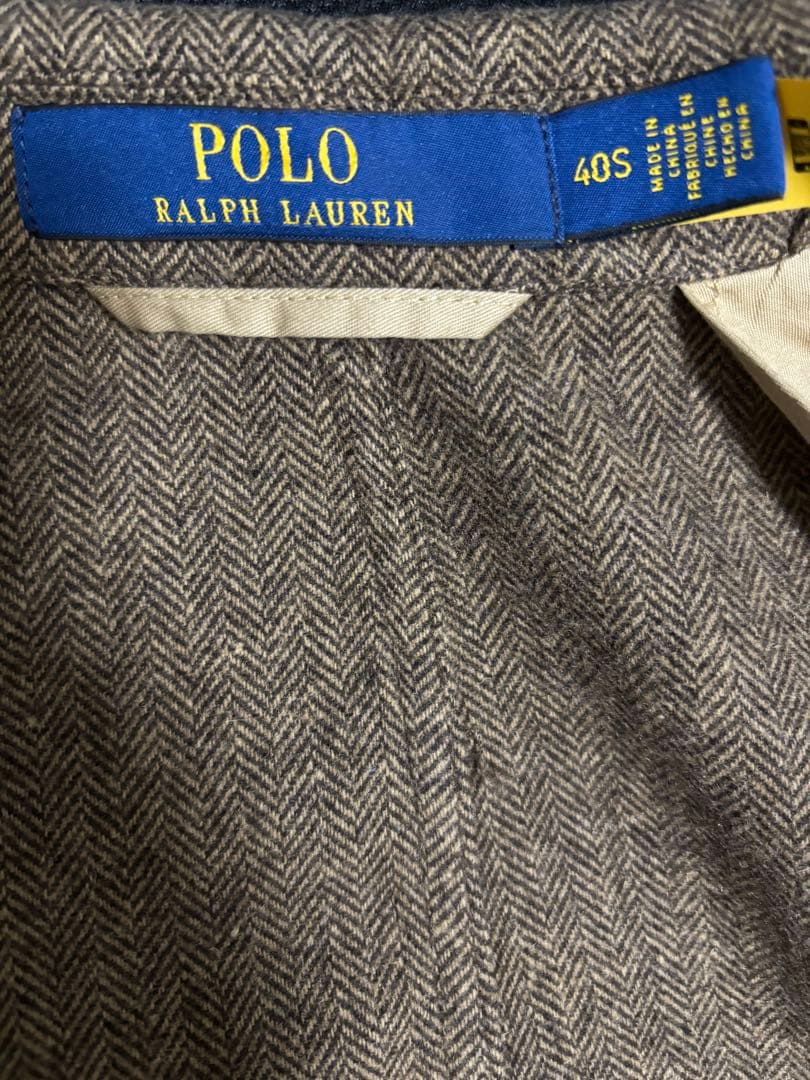 POLO
RALPH LAUREN
40S
MADE IN
CHINA
FABRIQUÉ EN
CHINE
HECHO EN
CHINA